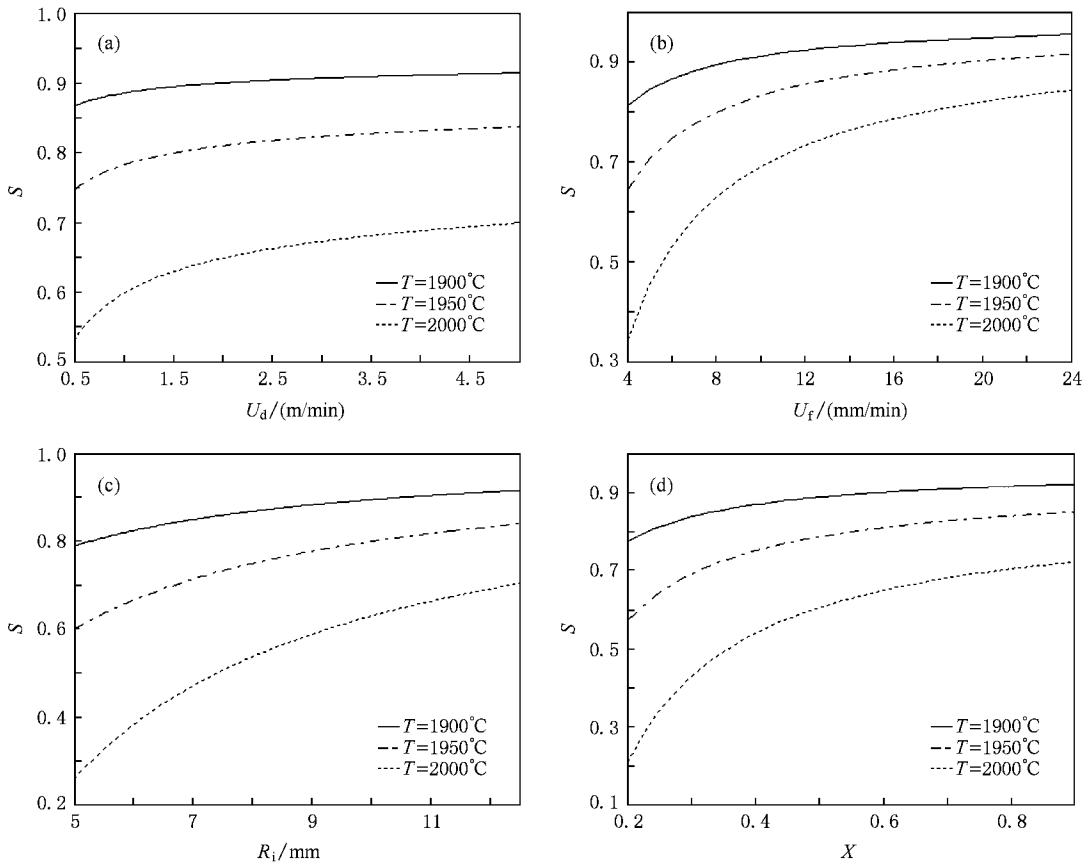 (a)
1.0
0.9
0.8
0.7
0.6
0.5
S
0.5 1.5 2.5 3.5 4.5
U_d/(m/min)
T=1900°C
T=1950°C
T=2000°C
(b)
0.9
0.7
0.5
0.3
S
4 8 12 16 20 24
U_f/(mm/min)
T=1900°C
T=1950°C
T=2000°C
(c)
1.0
0.8
0.6
0.4
0.2
S
5 7 9 11
R_i/mm
T=1900°C
T=1950°C
T=2000°C
(d)
0.9
0.7
0.5
0.3
0.1
S
0.2 0.4 0.6 0.8
X
T=1900°C
T=1950°C
T=2000°C